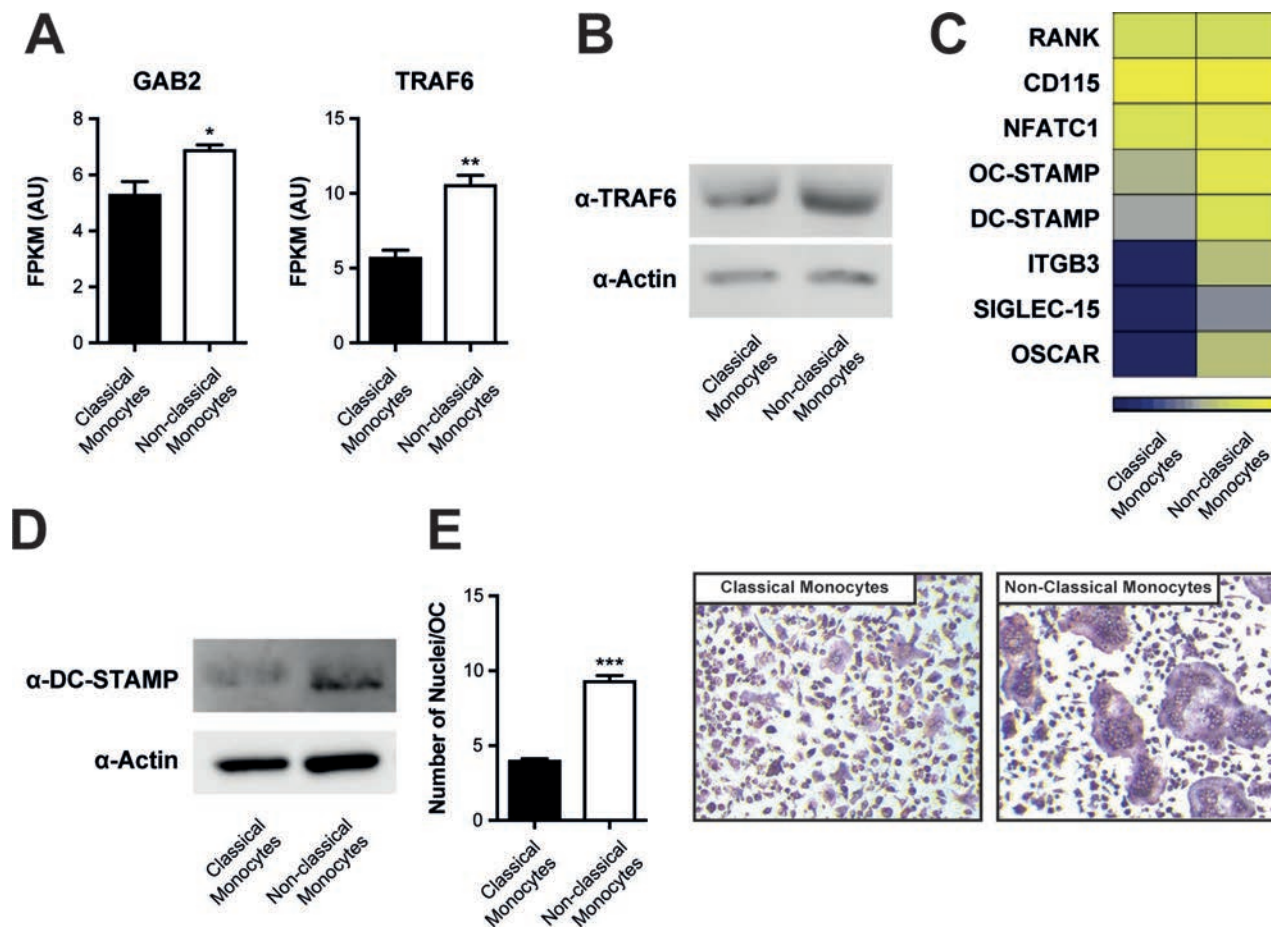 A
GAB2
FPKM (AU)
8
6
4
2
0
*
Classical
Monocytes
Non-classical
Monocytes
TRAF6
FPKM (AU)
15
10
5
0
**
Classical
Monocytes
Non-classical
Monocytes
B
α-TRAF6
α-Actin
Classical
Monocytes
Non-classical
Monocytes
C
RANK
CD115
NFATC1
OC-STAMP
DC-STAMP
ITGB3
SIGLEC-15
OSCAR
Classical
Monocytes
Non-classical
Monocytes
D
α-DC-STAMP
α-Actin
Classical
Monocytes
Non-classical
Monocytes
E
Number of Nuclei/OC
15
10
5
0
***
Classical
Monocytes
Non-classical
Monocytes
Classical Monocytes
Non-Classical Monocytes